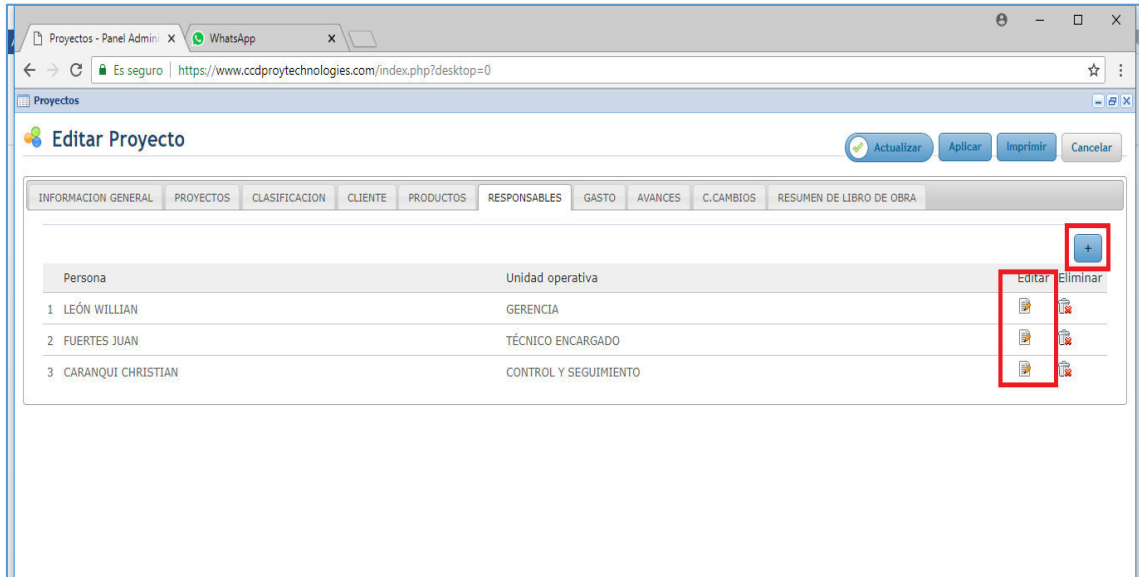 Proyectos - Panel Admini WhatsApp
Es seguro | https://www.ccdproytechnologies.com/index.php?desktop=0
Proyectos
Editar Proyecto Actualizar Aplicar Imprimir Cancelar
INFORMACION GENERAL PROYECTOS CLASIFICACION CLIENTE PRODUCTOS RESPONSABLES GASTO AVANCES C.CAMBIOS RESUMEN DE LIBRO DE OBRA
+
Persona Unidad operativa Editar Eliminar
1 LEÓN WILLIAN GERENCIA
2 FUERTES JUAN TÉCNICO ENCARGADO
3 CARANQUI CHRISTIAN CONTROL Y SEGUIMIENTO